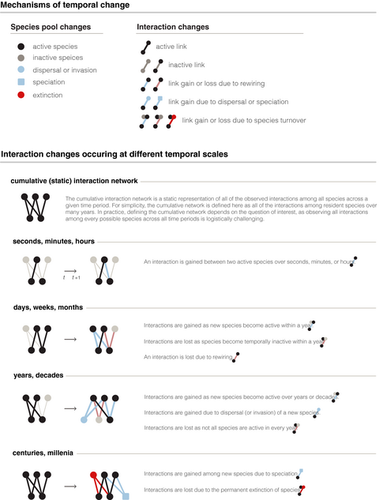 Mechanisms of temporal change
Species pool changes
active species
inactive speices
dispersal or invasion
speciation
extinction
Interaction changes
active link
inactive link
link gain or loss due to rewiring
link gain due to dispersal or speciation
link gain or loss due to species turnover
Interaction changes occuring at different temporal scales
cumulative (static) interaction network
The cumulative interaction network is a static representation of all of the observed interactions among all species across a
given time period. For simplicity, the cumulative network is defined here as all of the interactions among resident species over
many years. In practice, defining the cumulative network depends on the question of interest, as observing all interactions
among every possible species across all time periods is logistically challenging.
seconds, minutes, hours
t t+1
An interaction is gained between two active species over seconds, minutes, or hours
days, weeks, months
Interactions are gained as new species become active within a year
Interactions are lost as species become temporarily inactive within a year
An interaction is lost due to rewiring
years, decades
Interactions are gained as new species become active over years or decades
Interactions are gained due to dispersal (or invasion) of a new species
Interactions are lost as not all species are active in every year
centuries, millenia
Interactions are gained among new species due to speciation
Interactions are lost due to the permanent extinction of species